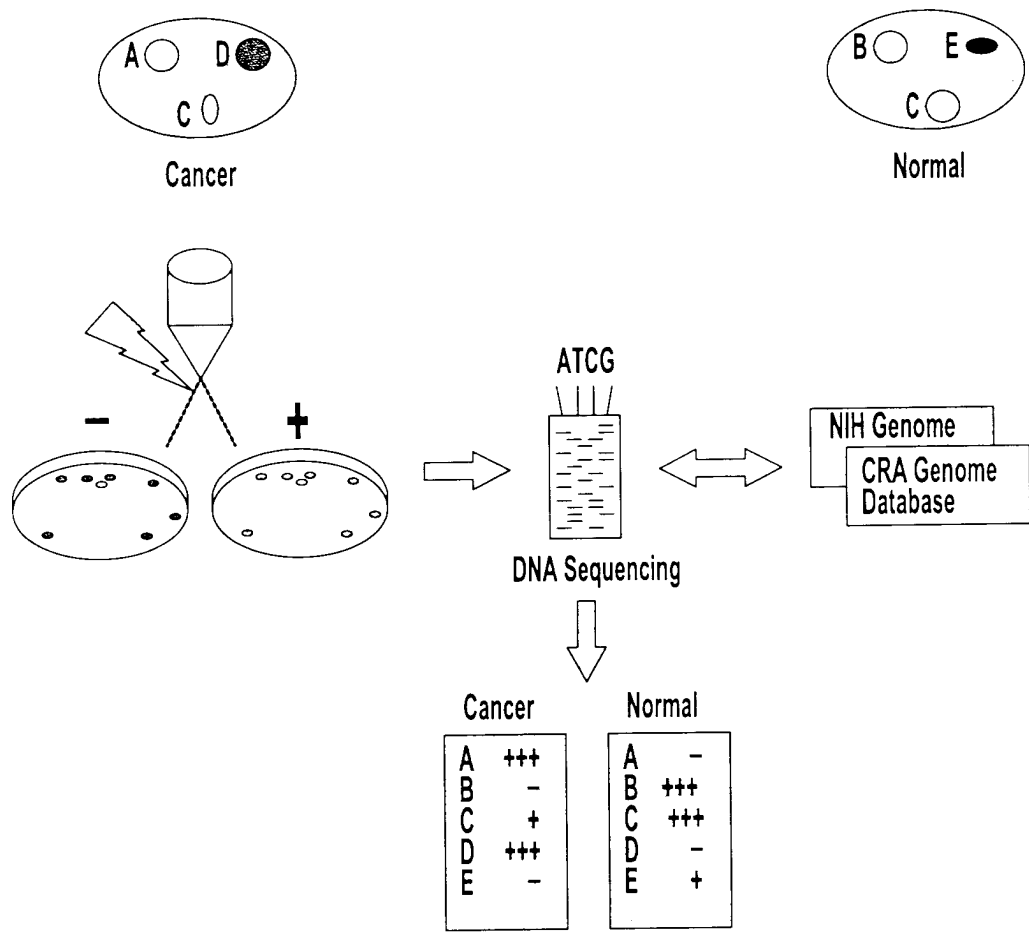 A D
C
Cancer
B E
C
Normal
− +
ATCG
DNA Sequencing
NIH Genome
CRA Genome
Database
Cancer
A +++
B −
C +
D +++
E −
Normal
A −
B +++
C +++
D −
E +